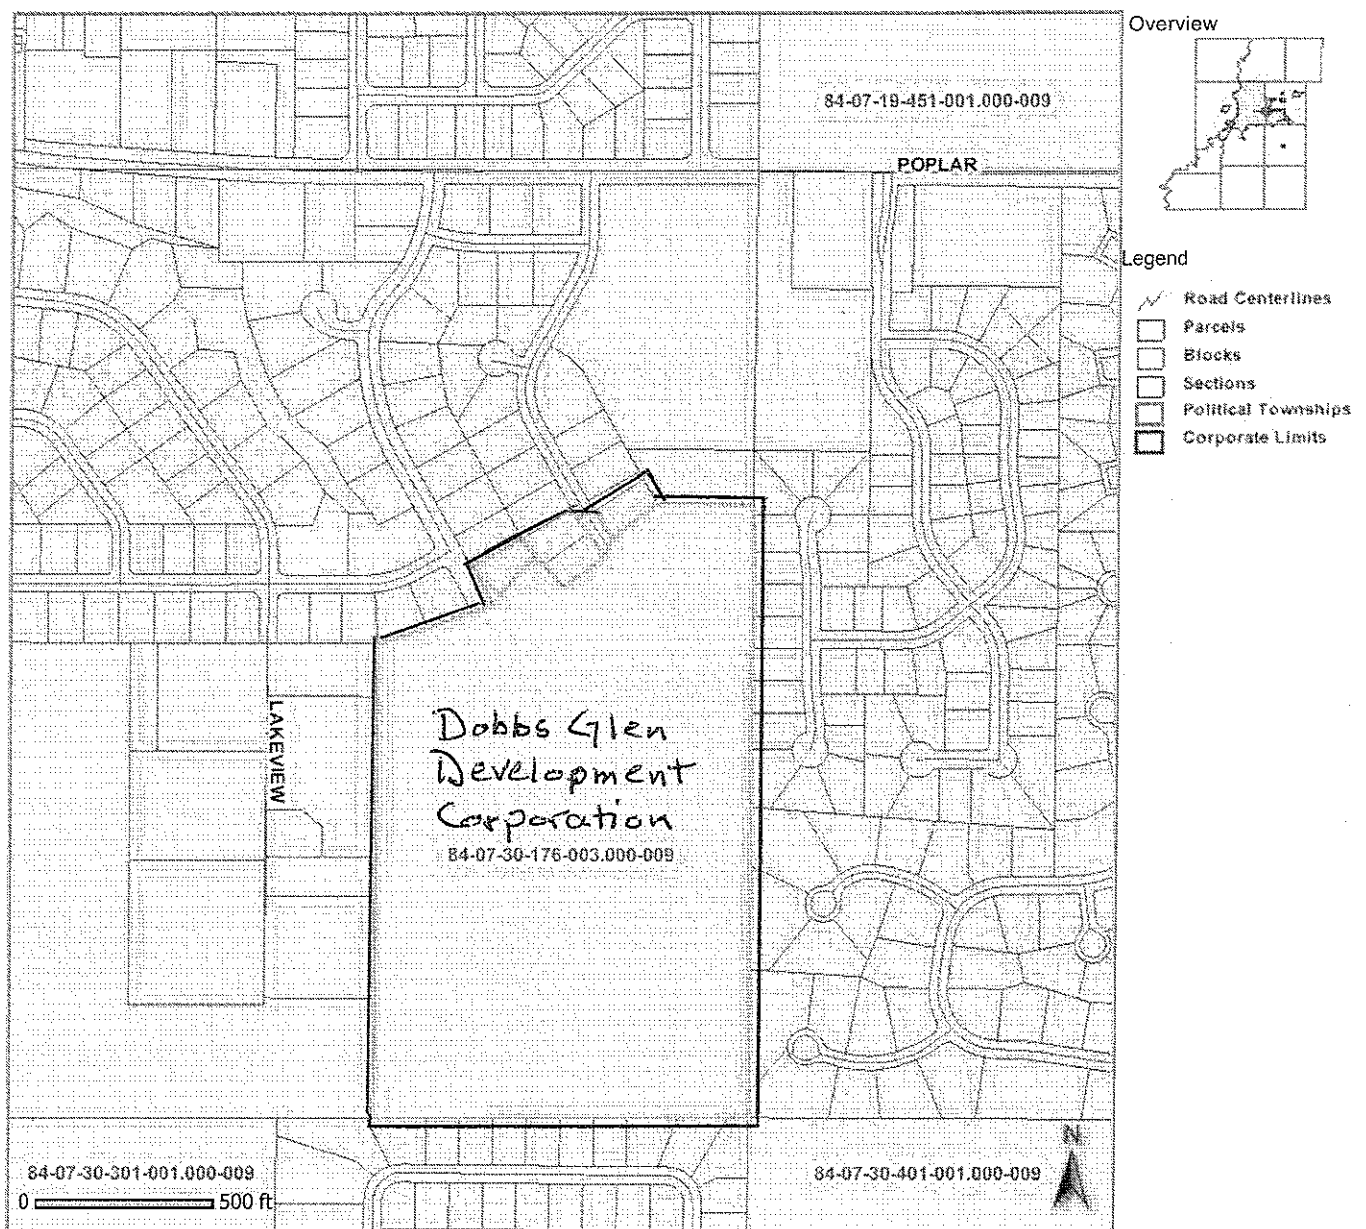 Overview
84-07-19-451-001.000-009
POPLAR
Legend
Road Centerlines
Parcels
Blocks
Sections
Political Townships
Corporate Limits
LAKEVIEW
Dobbs Glen
Development
Corporation
84-07-30-176-003.000-009
N
84-07-30-301-001.000-009
84-07-30-401-001.000-009
0 500 ft